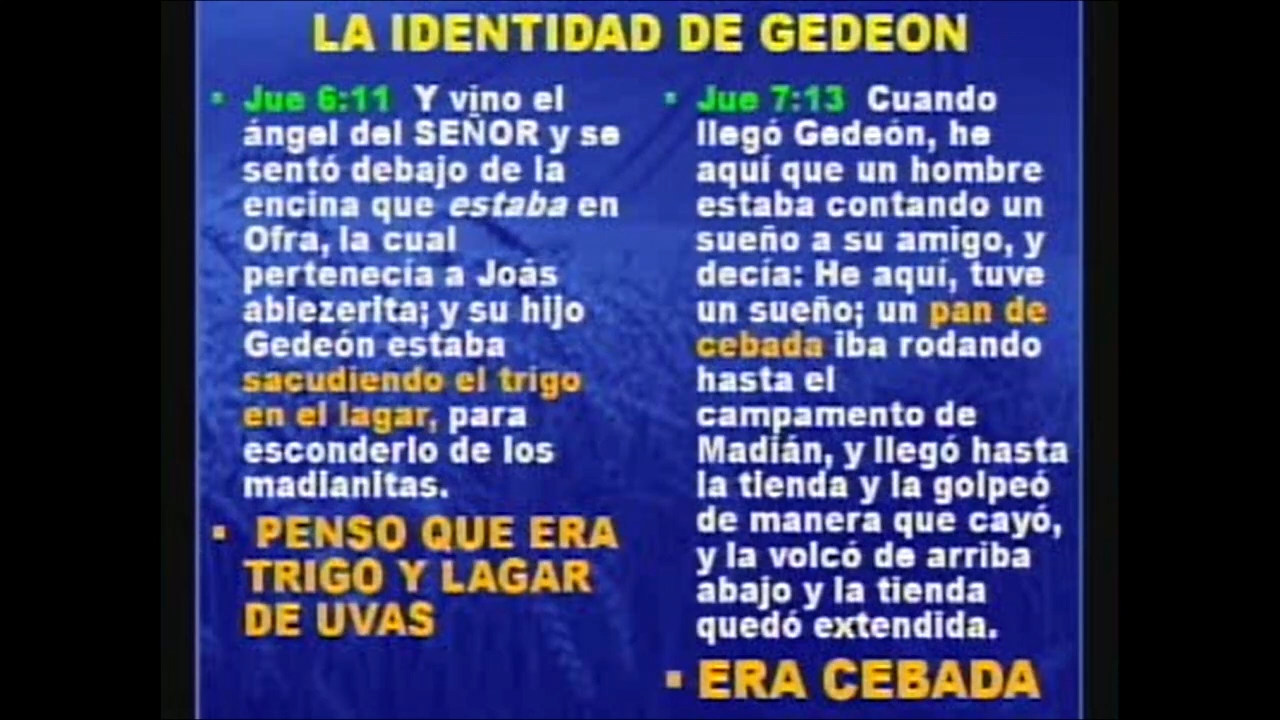 LA IDENTIDAD DE GEDEON
▪ Jue 6:11 Y vino el
ángel del SEÑOR y se
sentó debajo de la
encina que estaba en
Ofra, la cual
pertenecía a Joás
abiezerita; y su hijo
Gedeón estaba
sacudiendo el trigo
en el lagar, para
esconderlo de los
madianitas.
▪ PENSO QUE ERA
TRIGO Y LAGAR
DE UVAS
▪ Jue 7:13 Cuando
llegó Gedeón, he
aquí que un hombre
estaba contando un
sueño a su amigo, y
decía: He aquí, tuve
un sueño; un pan de
cebada iba rodando
hasta el
campamento de
Madián, y llegó hasta
la tienda y la golpeó
de manera que cayó,
y la volcó de arriba
abajo y la tienda
quedó extendida.
▪ ERA CEBADA